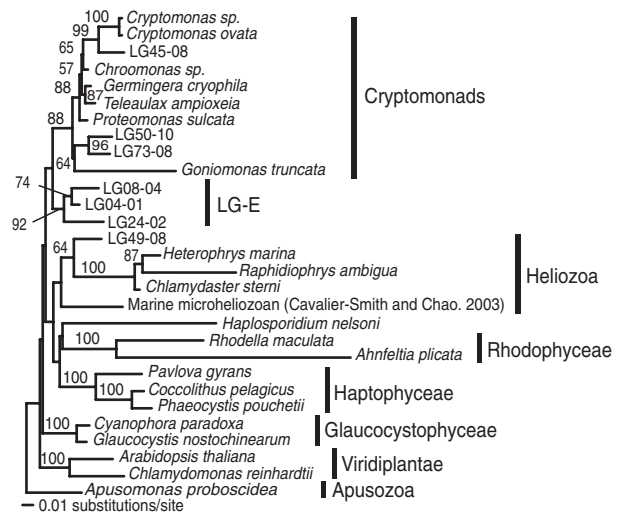 100
Cryptomonas sp.
99
Cryptomonas ovata
65
LG45-08
57
Chroomonas sp.
88
Germingera cryophila
87
Teleaulax ampioxeia
Cryptomonads
88
Proteomonas sulcata
LG50-10
96
LG73-08
64
Goniomonas truncata
74
LG08-04
LG04-01
LG-E
92
LG24-02
LG49-08
64
87
Heterophrys marina
100
Raphidiophrys ambigua
Heliozoa
Chlamydaster sterni
Marine microheliozoan (Cavalier-Smith and Chao. 2003)
Haplosporidium nelsoni
100
Rhodella maculata
Rhodophyceae
Ahnfeltia plicata
Pavlova gyrans
100
100
Coccolithus pelagicus
Haptophyceae
Phaeocystis pouchetii
100
Cyanophora paradoxa
Glaucocystophyceae
Glaucocystis nostochinearum
100
Arabidopsis thaliana
Viridiplantae
Chlamydomonas reinhardtii
Apusomonas proboscidea
Apusozoa
0.01 substitutions/site